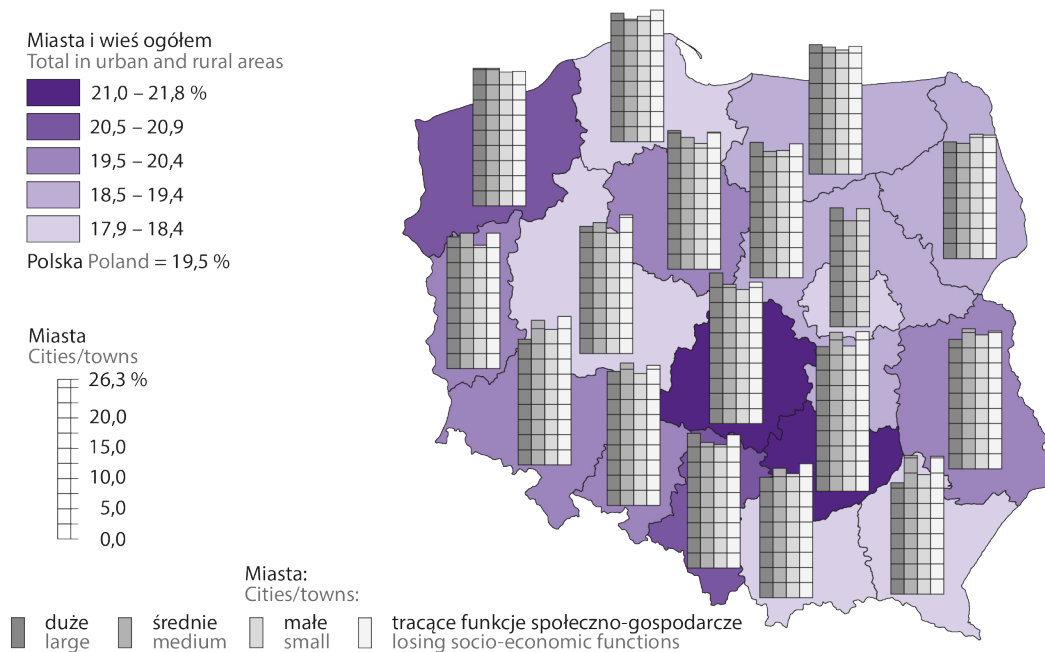 Miasta i wieś ogółem
Total in urban and rural areas
21,0 – 21,8 %
20,5 – 20,9
19,5 – 20,4
18,5 – 19,4
17,9 – 18,4
Polska Poland = 19,5 %
Miasta
Cities/towns
26,3 %
20,0
15,0
10,0
5,0
0,0
Miasta:
Cities/towns:
duże
large
średnie
medium
małe
small
tracące funkcje społeczno-gospodarcze
losing socio-economic functions